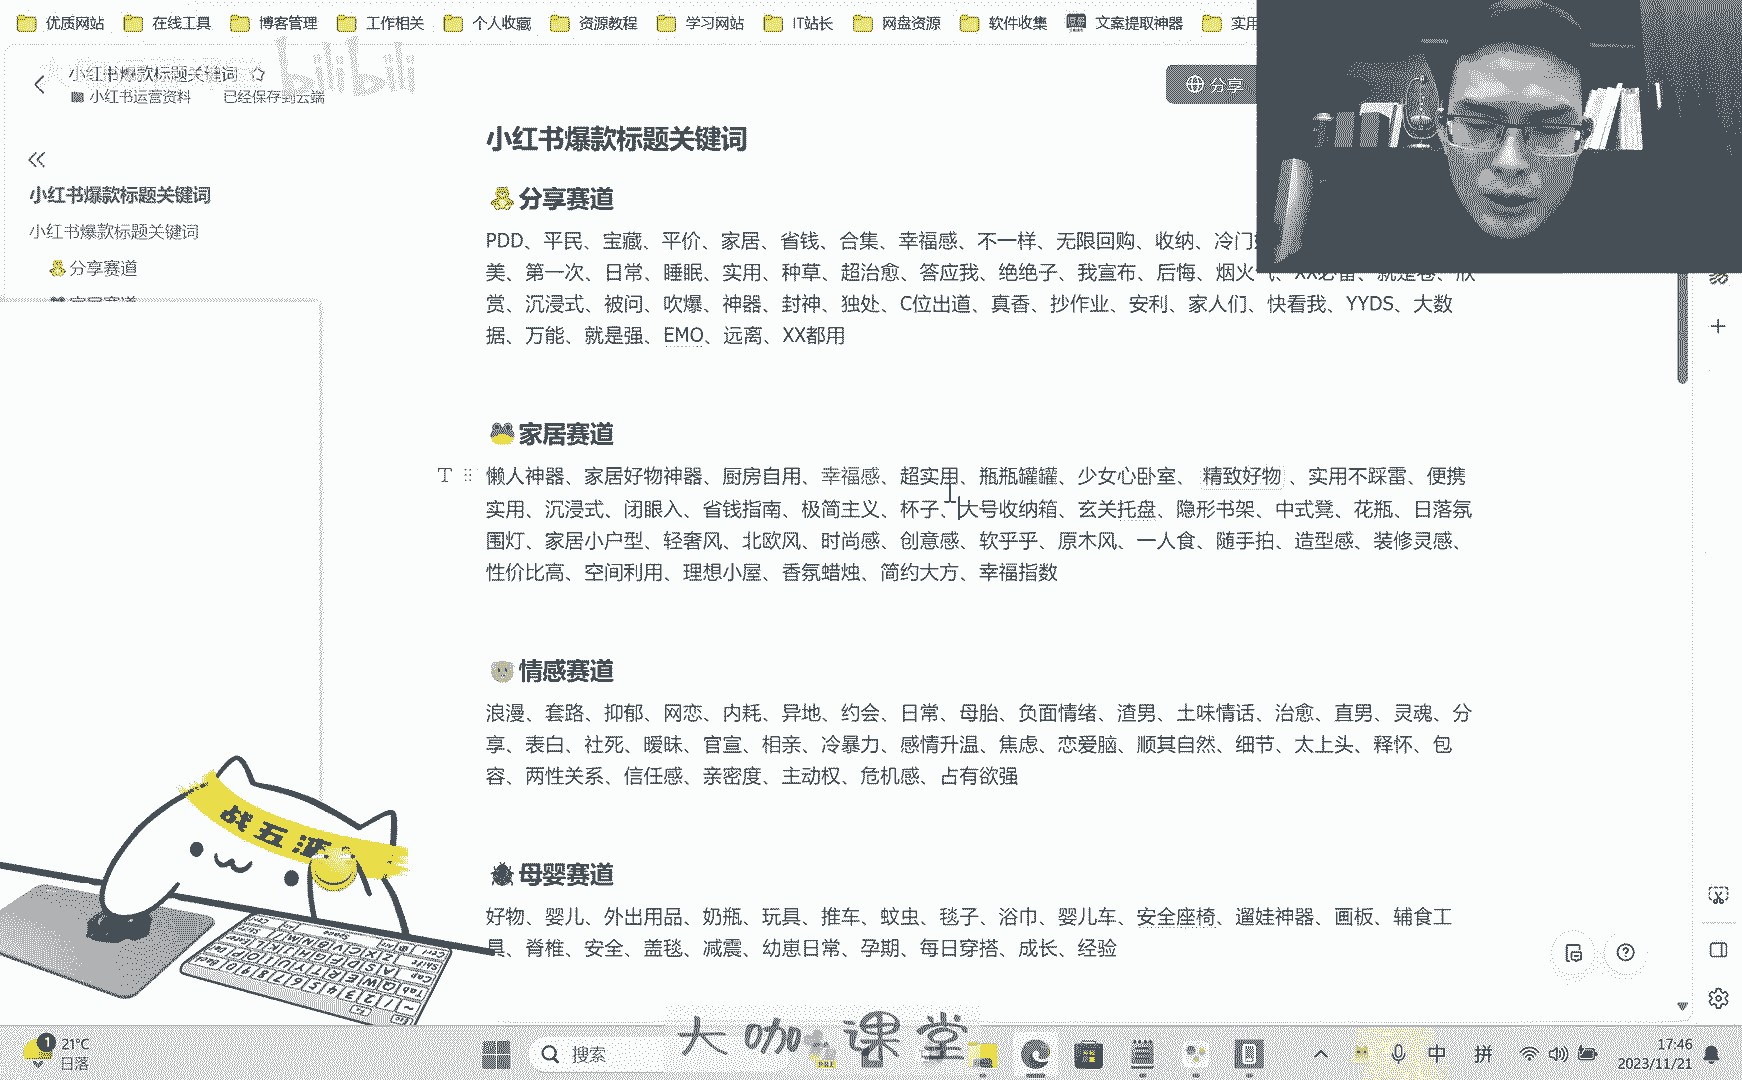 优质网站 在线工具 博客管理 工作相关 个人收藏 资源教程 学习网站 IT站长 网盘资源 软件收集 文案提取神器 实用
bilibili
小红书爆款标题关键词
小红书运营资料 已经保存到云端
分享
小红书爆款标题关键词
小红书爆款标题关键词
分享赛道
小红书爆款标题关键词
分享赛道
PDD、平民、宝藏、平价、家居、省钱、合集、幸福感、不一样、无限回购、收纳、冷门
美、第一次、日常、睡眠、实用、种草、超治愈、答应我、绝绝子、我宣布、后悔、烟火气、XX必备、就是卷、欣
赏、沉浸式、被问、吹爆、神器、封神、独处、C位出道、真香、抄作业、安利、家人们、快看我、YYDS、大数
据、万能、就是强、EMO、远离、XX都用
家居赛道
懒人神器、家居好物神器、厨房自用、幸福感、超实用、瓶瓶罐罐、少女心卧室、 精致好物 、实用不踩雷、便携
实用、沉浸式、闭眼入、省钱指南、极简主义、杯子、大号收纳箱、玄关托盘、隐形书架、中式凳、花瓶、日落氛
围灯、家居小户型、轻奢风、北欧风、时尚感、创意感、软乎乎、原木风、一人食、随手拍、造型感、装修灵感、
性价比高、空间利用、理想小屋、香氛蜡烛、简约大方、幸福指数
情感赛道
浪漫、套路、抑郁、网恋、内耗、异地、约会、日常、母胎、负面情绪、渣男、土味情话、治愈、直男、灵魂、分
享、表白、社死、暧昧、官宣、相亲、冷暴力、感情升温、焦虑、恋爱脑、顺其自然、细节、太上头、释怀、包
容、两性关系、信任感、亲密度、主动权、危机感、占有欲强
母婴赛道
好物、婴儿、外出用品、奶瓶、玩具、推车、蚊虫、毯子、浴巾、婴儿车、安全座椅、遛娃神器、画板、辅食工
具、脊椎、安全、盖毯、减震、幼崽日常、孕期、每日穿搭、成长、经验
战五渣
大咖课堂
1 21°C
日落
搜索
中 拼
17:46
2023/11/21